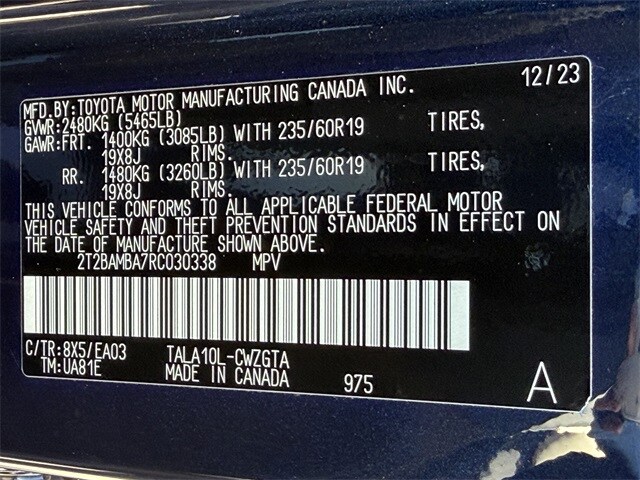 12/23
MFD.BY:TOYOTA MOTOR MANUFACTURING CANADA INC.
GVWR:2480KG (5465LB)
GAWR:FRT. 1400KG (3085LB) WITH 235/60R19 TIRES,
19X8J RIMS.
RR. 1480KG (3260LB) WITH 235/60R19 TIRES,
19X8J RIMS.
THIS VEHICLE CONFORMS TO ALL APPLICABLE FEDERAL MOTOR
VEHICLE SAFETY AND THEFT PREVENTION STANDARDS IN EFFECT ON
THE DATE OF MANUFACTURE SHOWN ABOVE.
2T2BAMBA7RC030338 MPV
C/TR:8X5/EA03 TALA10L-CWZGTA
TM:UA81E MADE IN CANADA 975 A